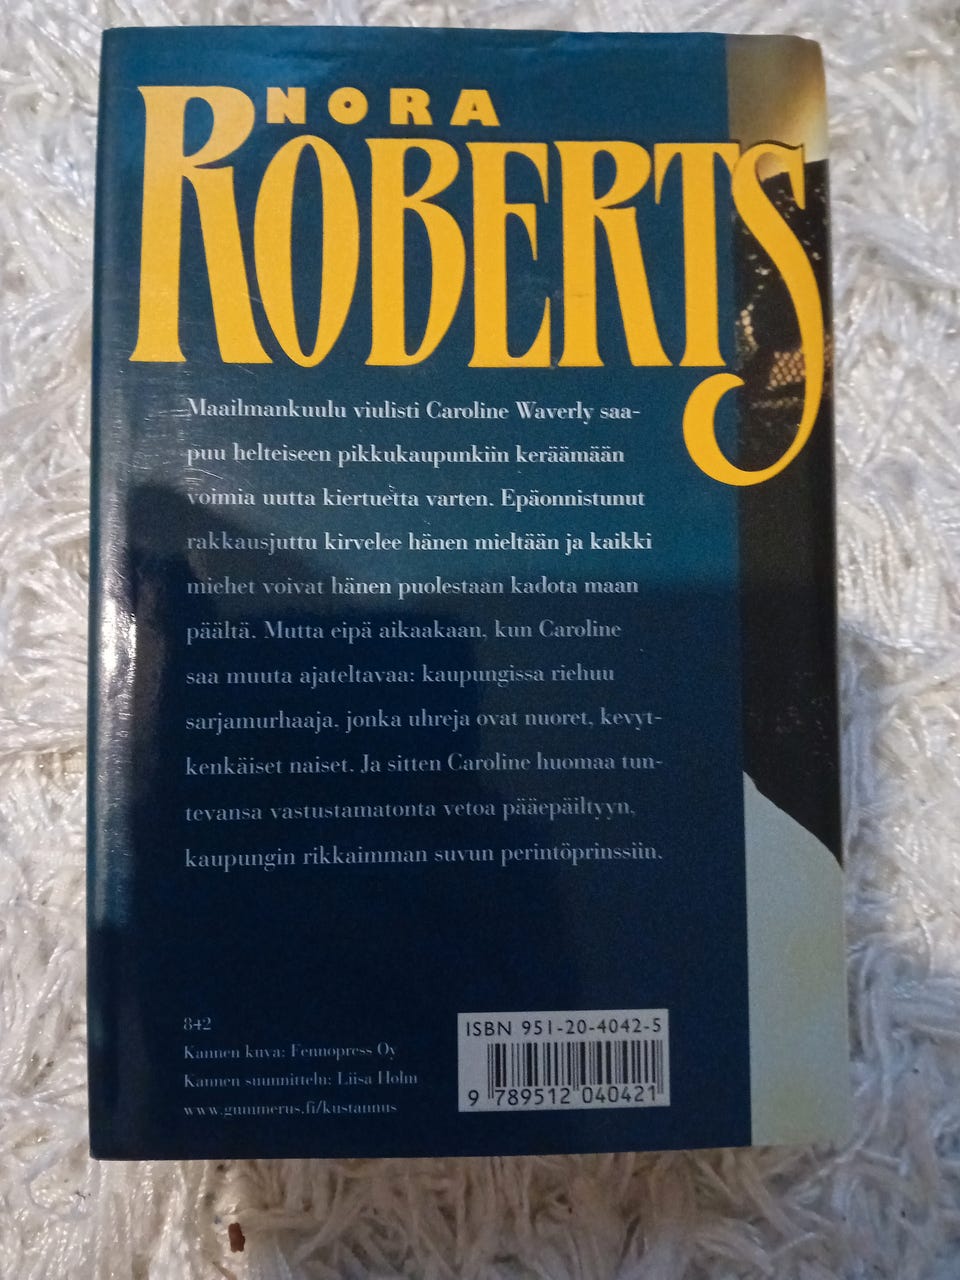 NORA
ROBERTS
Maailmankuulu viulisti Caroline Waverly saa-
puu helteiseen pikkukaupunkiin keräämään
voimia uutta kiertuetta varten. Epäonnistunut
rakkausjuttu kirvelee hänen mieltään ja kaikki
miehet voivat hänen puolestaan kadota maan
päältä. Mutta eipä aikaakaan, kun Caroline
saa muuta ajateltavaa: kaupungissa riehuu
sarjamurhaaja, jonka uhreja ovat nuoret, kevyt-
kenkäiset naiset. Ja sitten Caroline huomaa tun-
tevansa vastustamatonta vetoa pääepäiltyyn,
kaupungin rikkaimman suvun perintöprinssiin.
842
Kannen kuva: Fennopress Oy
Kannen suunnittelu: Liisa Holm
www.gummerus.fi/kustannus
ISBN 951-20-4042-5
9 789512 040421